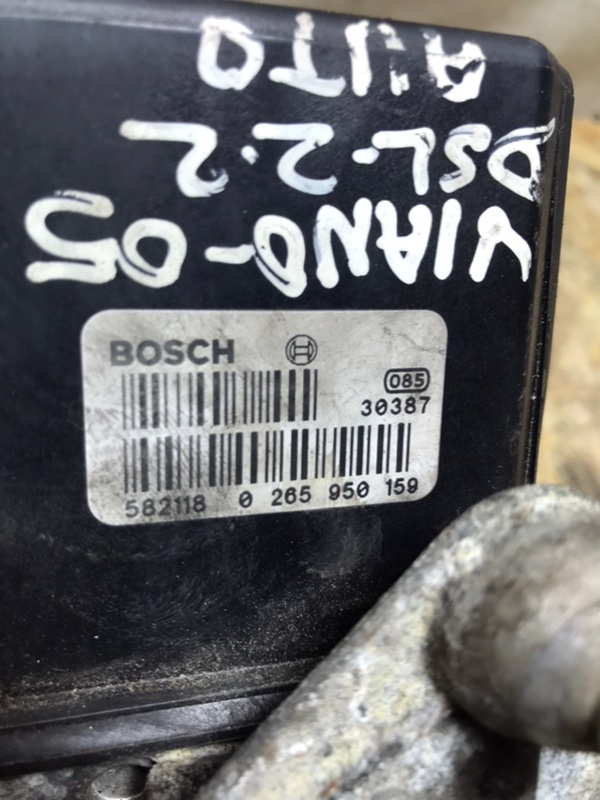 VIANO-05
DSL-2.2
AUTO
BOSCH
085
30387
582118 0 265 950 159